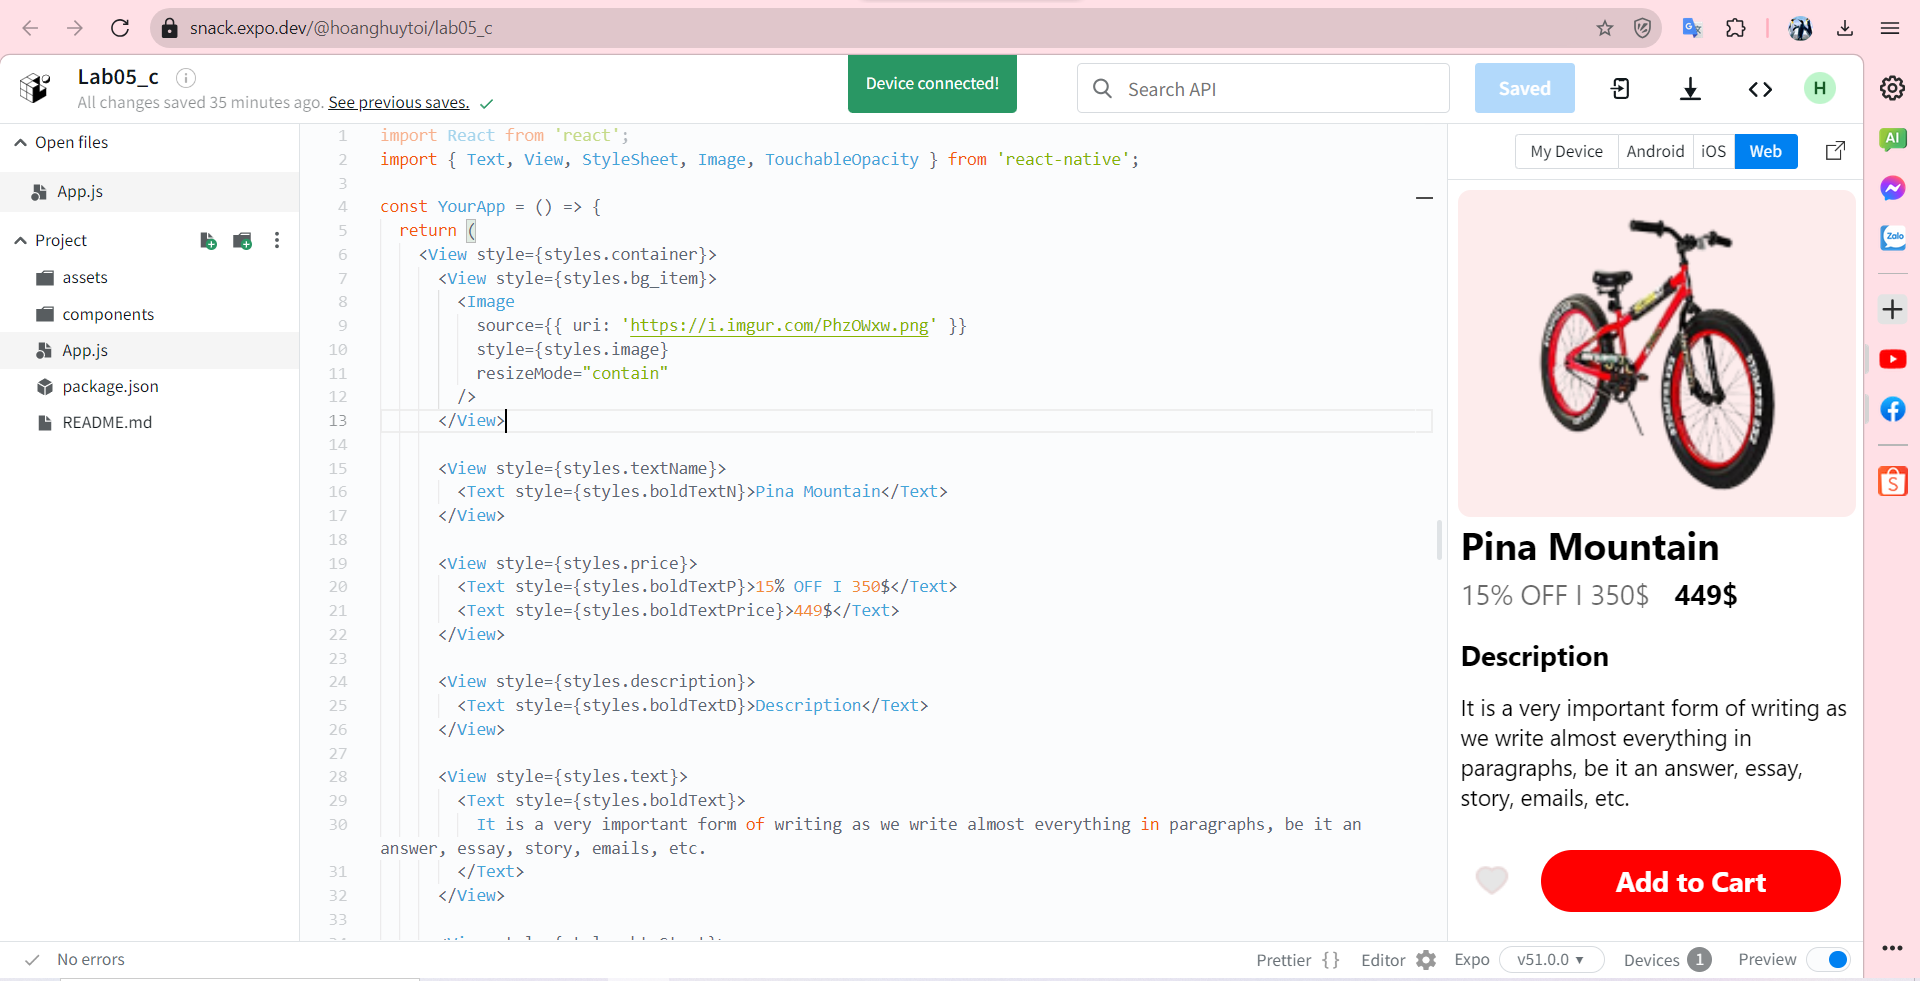 snack.expo.dev/@hoanghuytoi/lab05_c
Lab05_c
All changes saved 35 minutes ago. See previous saves.
Device connected!
Search API
Saved
H
Open files
App.js
Project
assets
components
App.js
package.json
README.md
1 import React from 'react';
2 import { Text, View, StyleSheet, Image, TouchableOpacity } from 'react-native';
3
4 const YourApp = () => {
5 return (
6 <View style={styles.container}>
7 <View style={styles.bg_item}>
8 <Image
9 source={{ uri: 'https://i.imgur.com/PhzOWxw.png' }}
10 style={styles.image}
11 resizeMode="contain"
12 />
13 </View>
14
15 <View style={styles.textName}>
16 <Text style={styles.boldTextN}>Pina Mountain</Text>
17 </View>
18
19 <View style={styles.price}>
20 <Text style={styles.boldTextP}>15% OFF I 350$</Text>
21 <Text style={styles.boldTextPrice}>449$</Text>
22 </View>
23
24 <View style={styles.description}>
25 <Text style={styles.boldTextD}>Description</Text>
26 </View>
27
28 <View style={styles.text}>
29 <Text style={styles.boldText}>
30 It is a very important form of writing as we write almost everything in paragraphs, be it an
answer, essay, story, emails, etc.
31 </Text>
32 </View>
33
My Device Android iOS Web
Pina Mountain
15% OFF I 350$ 449$
Description
It is a very important form of writing as
we write almost everything in
paragraphs, be it an answer, essay,
story, emails, etc.
Add to Cart
AI
Zalo
No errors
Prettier {} Editor Expo v51.0.0 Devices 1 Preview